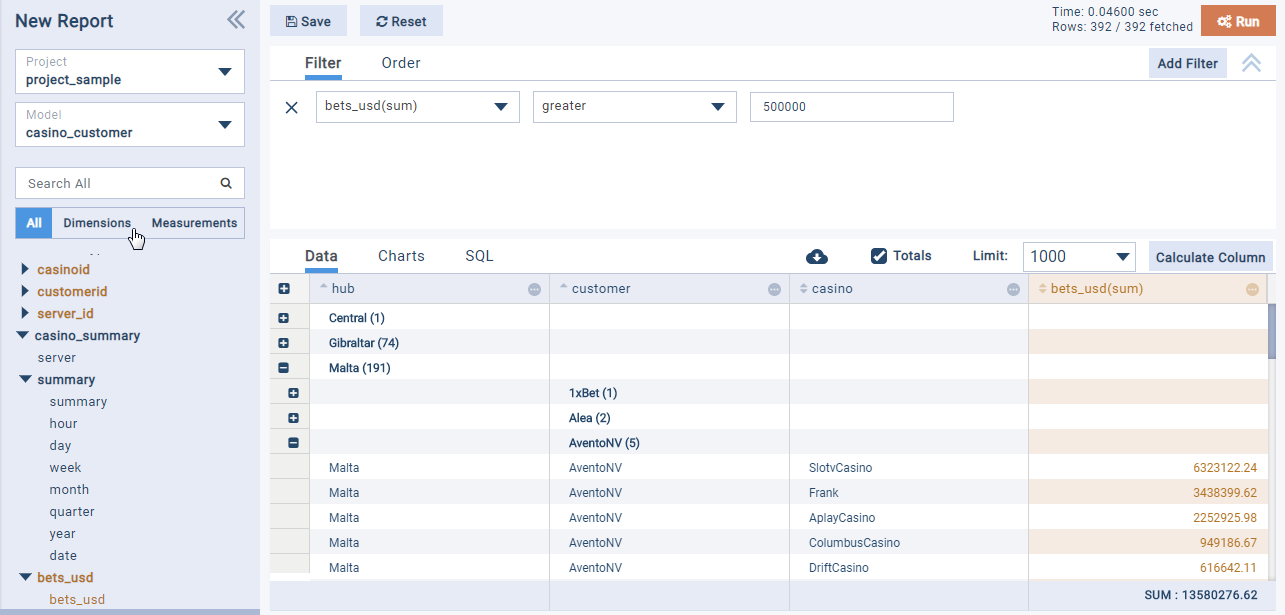 New Report
Project
project_sample
Model
casino_customer
Search All
All Dimensions Measurements
casinoid
customerid
server_id
casino_summary
server
summary
summary
hour
day
week
month
quarter
year
date
bets_usd
bets_usd
Save Reset
Time: 0.04600 sec
Rows: 392 / 392 fetched
Run
Filter Order
Add Filter
bets_usd(sum) greater 500000
Data Charts SQL
Totals Limit: 1000 Calculate Column
hub customer casino bets_usd(sum)
Central (1)
Gibraltar (74)
Malta (191)
1xBet (1)
Alea (2)
AventoNV (5)
Malta AventoNV SlotvCasino 6323122.24
Malta AventoNV Frank 3438399.62
Malta AventoNV AplayCasino 2252925.98
Malta AventoNV ColumbusCasino 949186.67
Malta AventoNV DriftCasino 616642.11
SUM : 13580276.62